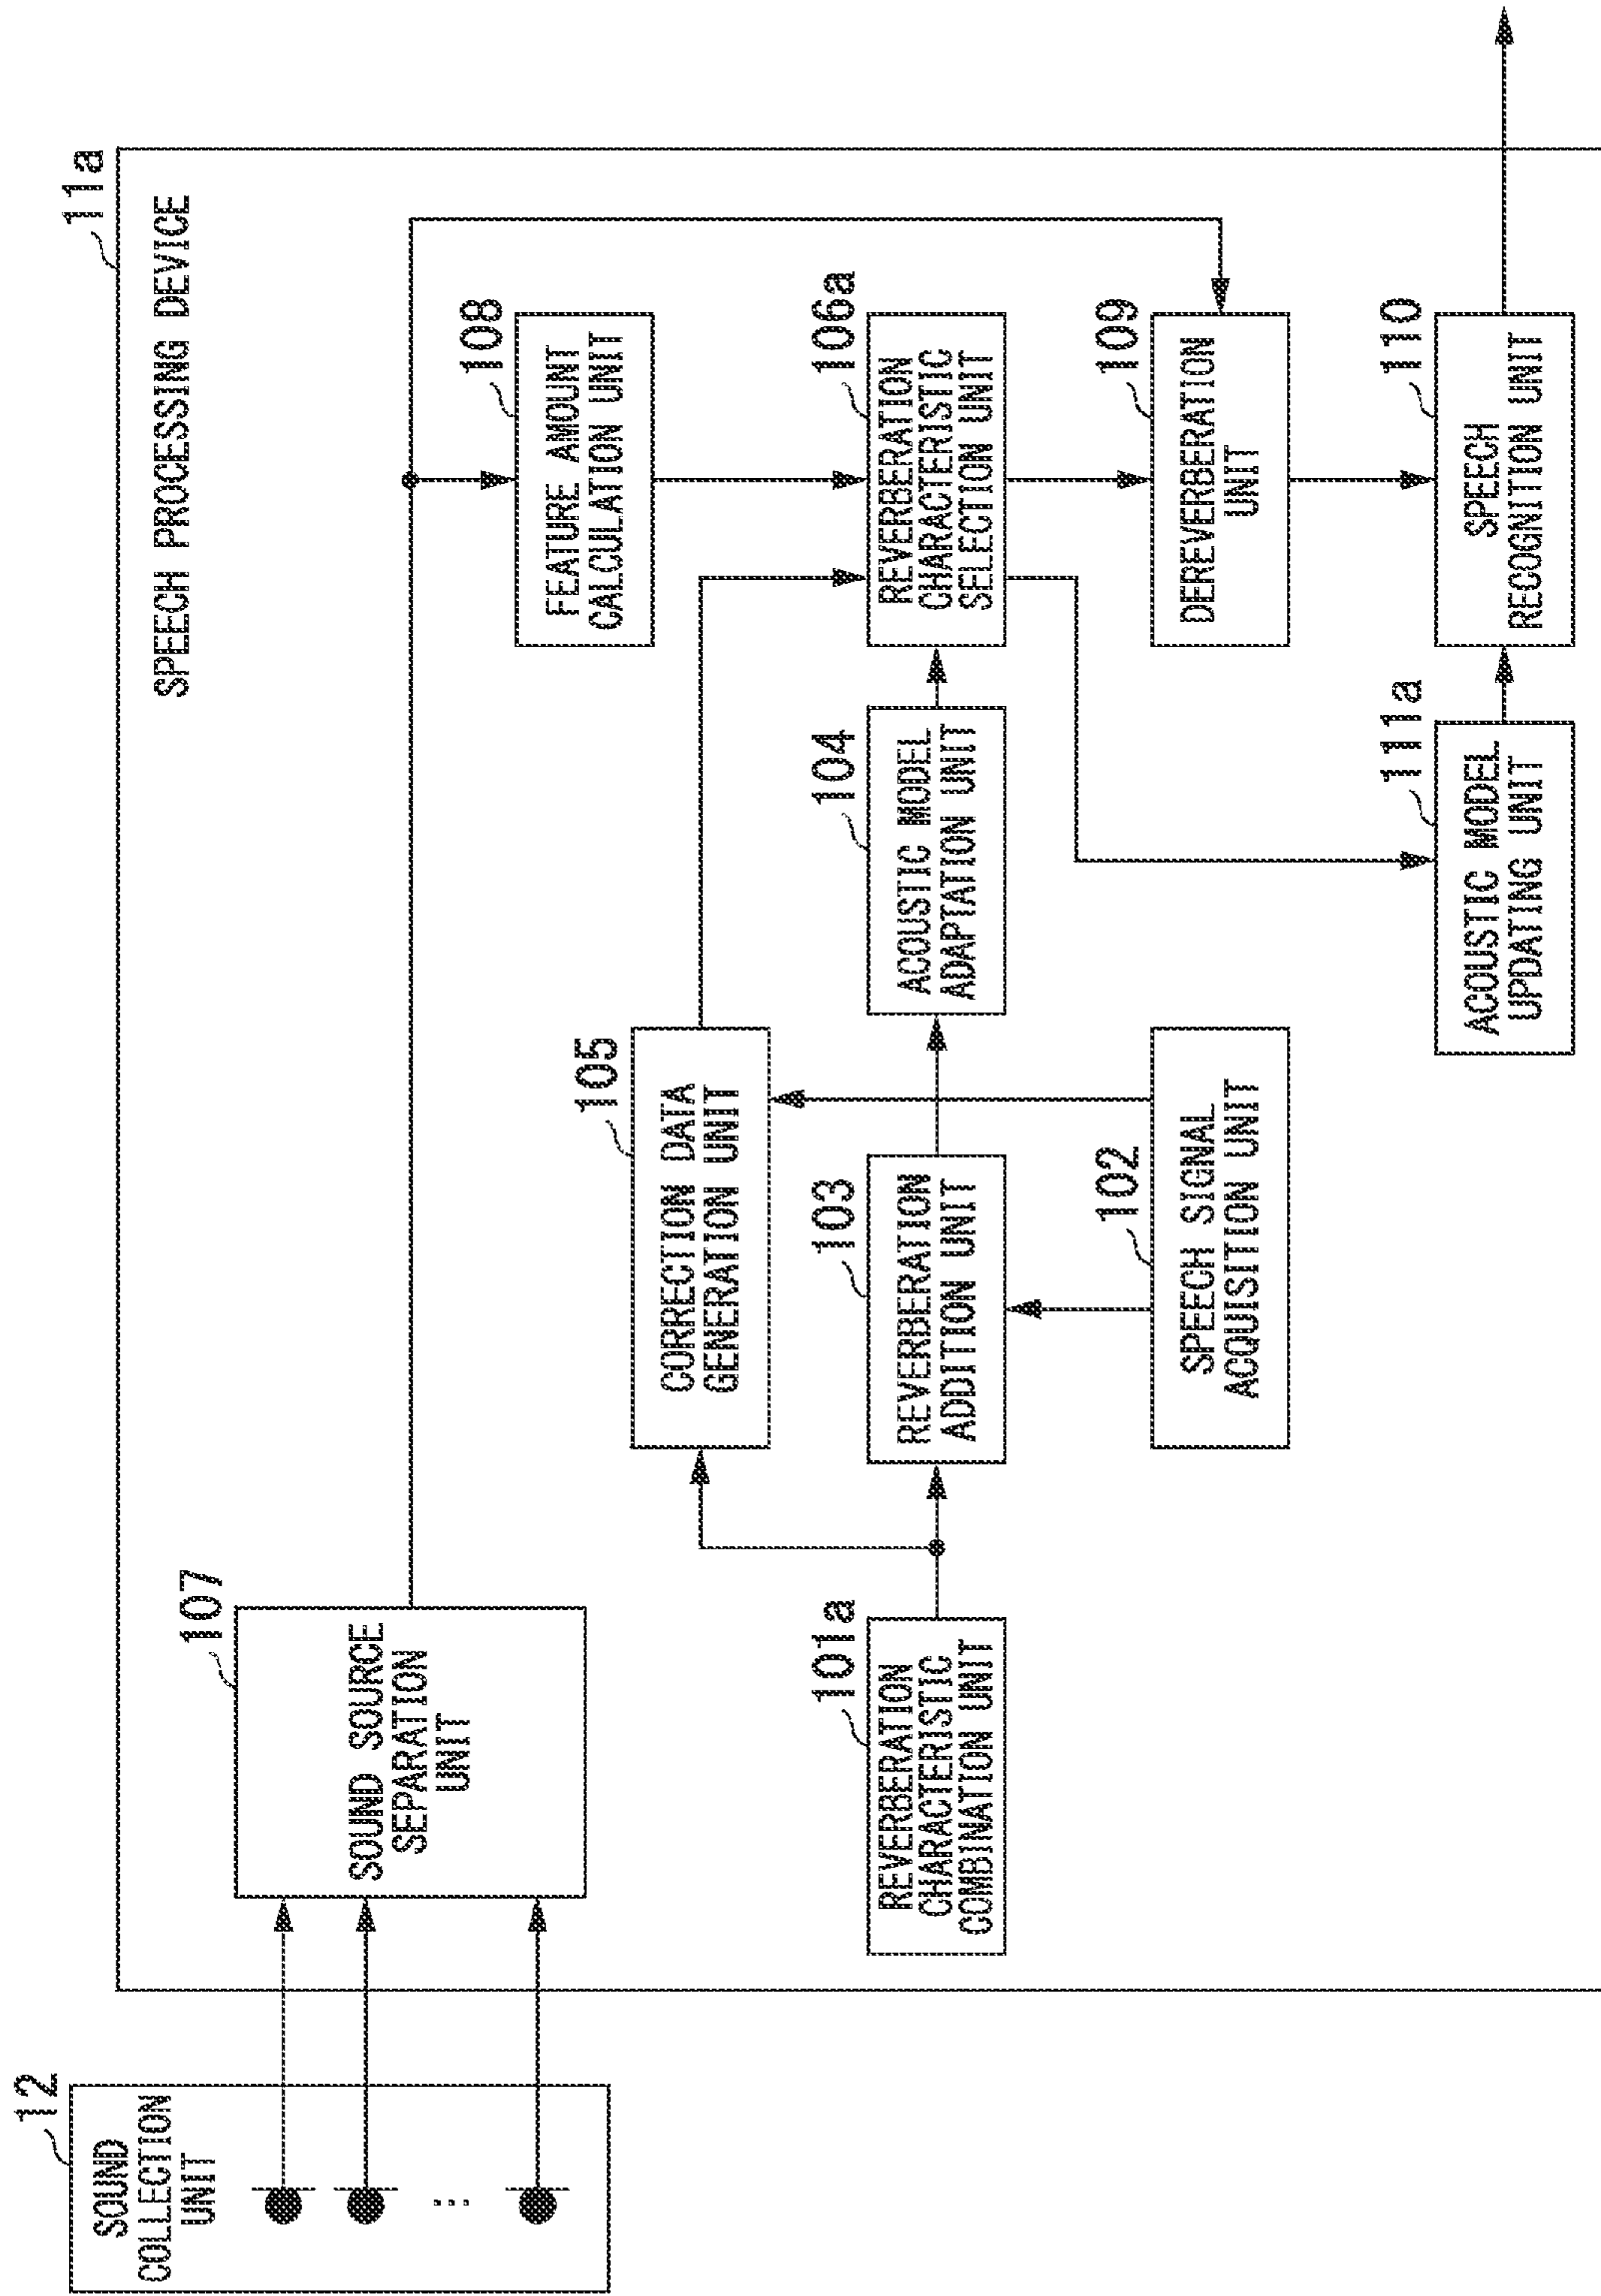 11a
SPEECH PROCESSING DEVICE
12
SOUND
COLLECTION
UNIT
107
SOUND SOURCE
SEPARATION
UNIT
108
FEATURE AMOUNT
CALCULATION UNIT
105
CORRECTION DATA
GENERATION UNIT
101a
REVERBERATION
CHARACTERISTIC
COMBINATION UNIT
103
REVERBERATION
ADDITION UNIT
104
ACOUSTIC MODEL
ADAPTATION UNIT
106a
REVERBERATION
CHARACTERISTIC
SELECTION UNIT
102
SPEECH SIGNAL
ACQUISITION UNIT
109
DEREVERBERATION
UNIT
111a
ACOUSTIC MODEL
UPDATING UNIT
110
SPEECH
RECOGNITION UNIT